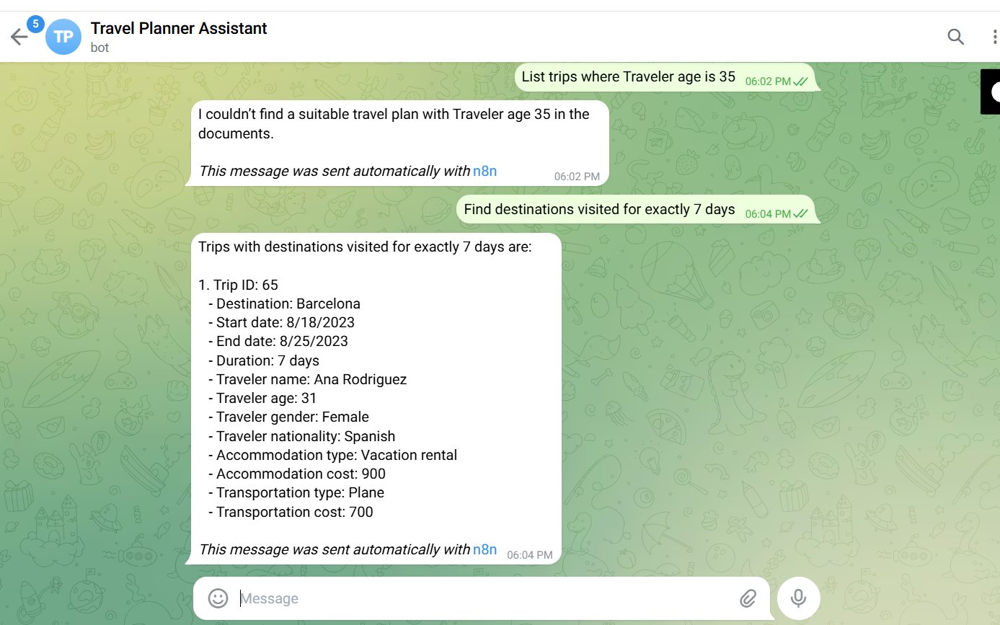 5
TP
Travel Planner Assistant
bot
List trips where Traveler age is 35 06:02 PM
I couldn’t find a suitable travel plan with Traveler age 35 in the
documents.
This message was sent automatically with n8n 06:02 PM
Find destinations visited for exactly 7 days 06:04 PM
Trips with destinations visited for exactly 7 days are:
1. Trip ID: 65
- Destination: Barcelona
- Start date: 8/18/2023
- End date: 8/25/2023
- Duration: 7 days
- Traveler name: Ana Rodriguez
- Traveler age: 31
- Traveler gender: Female
- Traveler nationality: Spanish
- Accommodation type: Vacation rental
- Accommodation cost: 900
- Transportation type: Plane
- Transportation cost: 700
This message was sent automatically with n8n 06:04 PM
Message